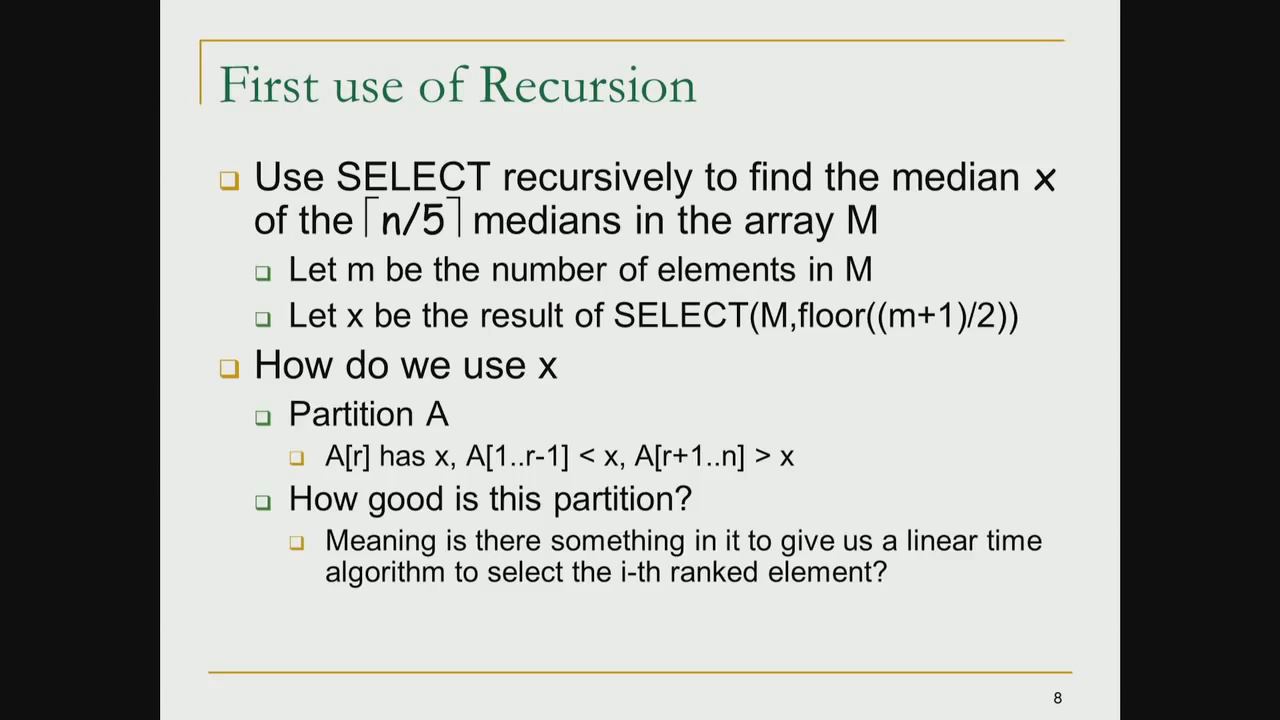 First use of Recursion
Use SELECT recursively to find the median x
of the ⌈n/5⌉ medians in the array M
Let m be the number of elements in M
Let x be the result of SELECT(M,floor((m+1)/2))
How do we use x
Partition A
A[r] has x, A[1..r-1] < x, A[r+1..n] > x
How good is this partition?
Meaning is there something in it to give us a linear time
algorithm to select the i-th ranked element?
8